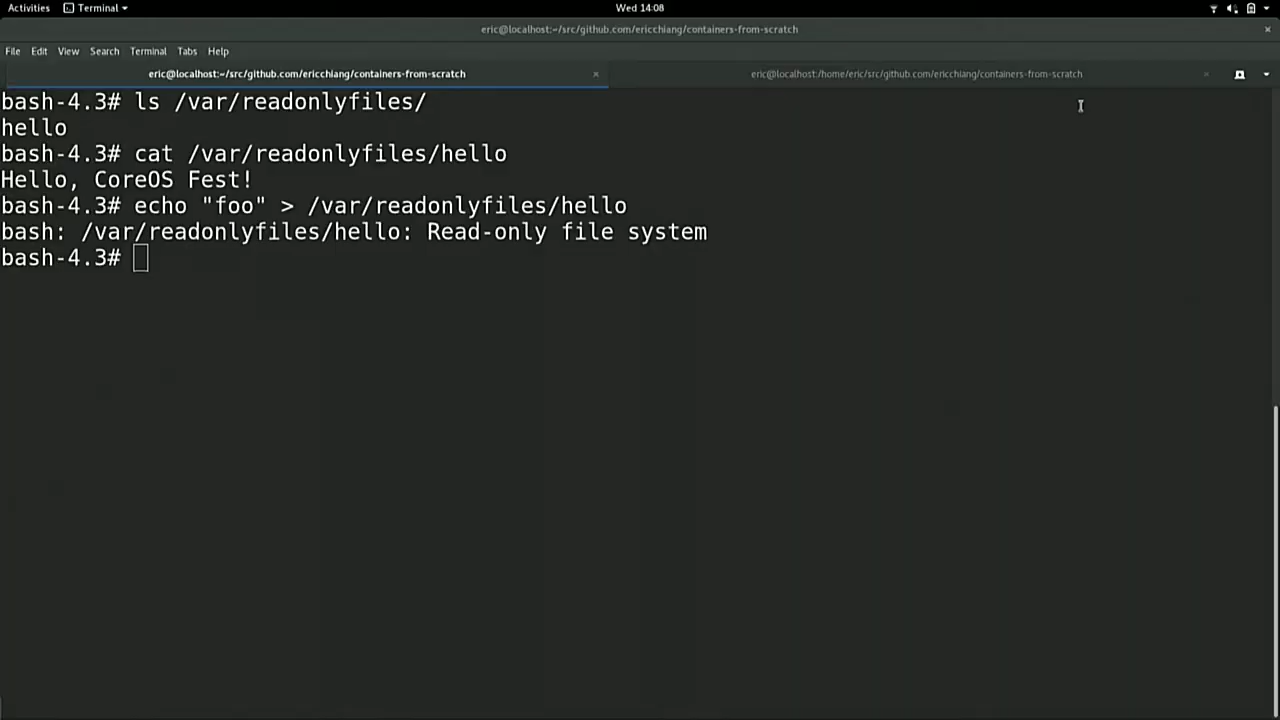 Activities Terminal Wed 14:08
eric@localhost:~/src/github.com/ericchiang/containers-from-scratch
File Edit View Search Terminal Tabs Help
eric@localhost:~/src/github.com/ericchiang/containers-from-scratch eric@localhost:/home/eric/src/github.com/ericchiang/containers-from-scratch
bash-4.3# ls /var/readonlyfiles/
hello
bash-4.3# cat /var/readonlyfiles/hello
Hello, CoreOS Fest!
bash-4.3# echo "foo" > /var/readonlyfiles/hello
bash: /var/readonlyfiles/hello: Read-only file system
bash-4.3#